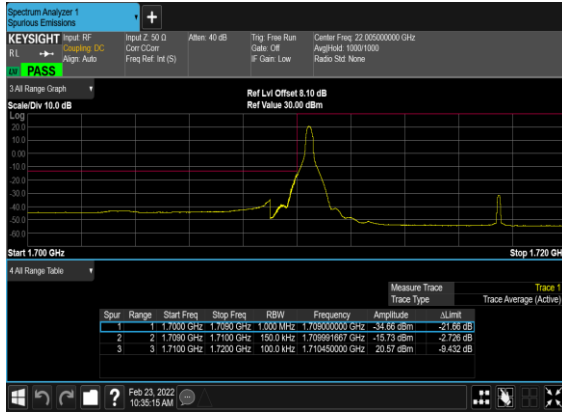 Spectrum Analyzer 1
Spurious Emissions
KEYSIGHT Input: RF Input Z: 50 Ω Atten: 40 dB Trig: Free Run Center Freq: 22.005000000 GHz
RL Coupling: DC Corr CCorr Gate: Off Avg|Hold: 1000/1000
Align: Auto Freq Ref: Int (S) IF Gain: Low Radio Std: None
PASS
3 All Range Graph
Ref Lvl Offset 8.10 dB
Scale/Div 10.0 dB Ref Value 30.00 dBm
Log
20.0
10.0
0.00
-10.0
-20.0
-30.0
-40.0
-50.0
-60.0
Start 1.700 GHz Stop 1.720 GH
4 All Range Table
Measure Trace Trace 1
Trace Type Trace Average (Active)
Spur Range Start Freq Stop Freq RBW Frequency Amplitude ΔLimit
1 1 1.7000 GHz 1.7090 GHz 1.000 MHz 1.709000000 GHz -34.66 dBm -21.66 dB
2 2 1.7090 GHz 1.7100 GHz 150.0 kHz 1.709991667 GHz -15.73 dBm -2.726 dB
3 3 1.7100 GHz 1.7200 GHz 100.0 kHz 1.710450000 GHz 20.57 dBm -9.432 dB
? Feb 23, 2022
10:35:15 AM